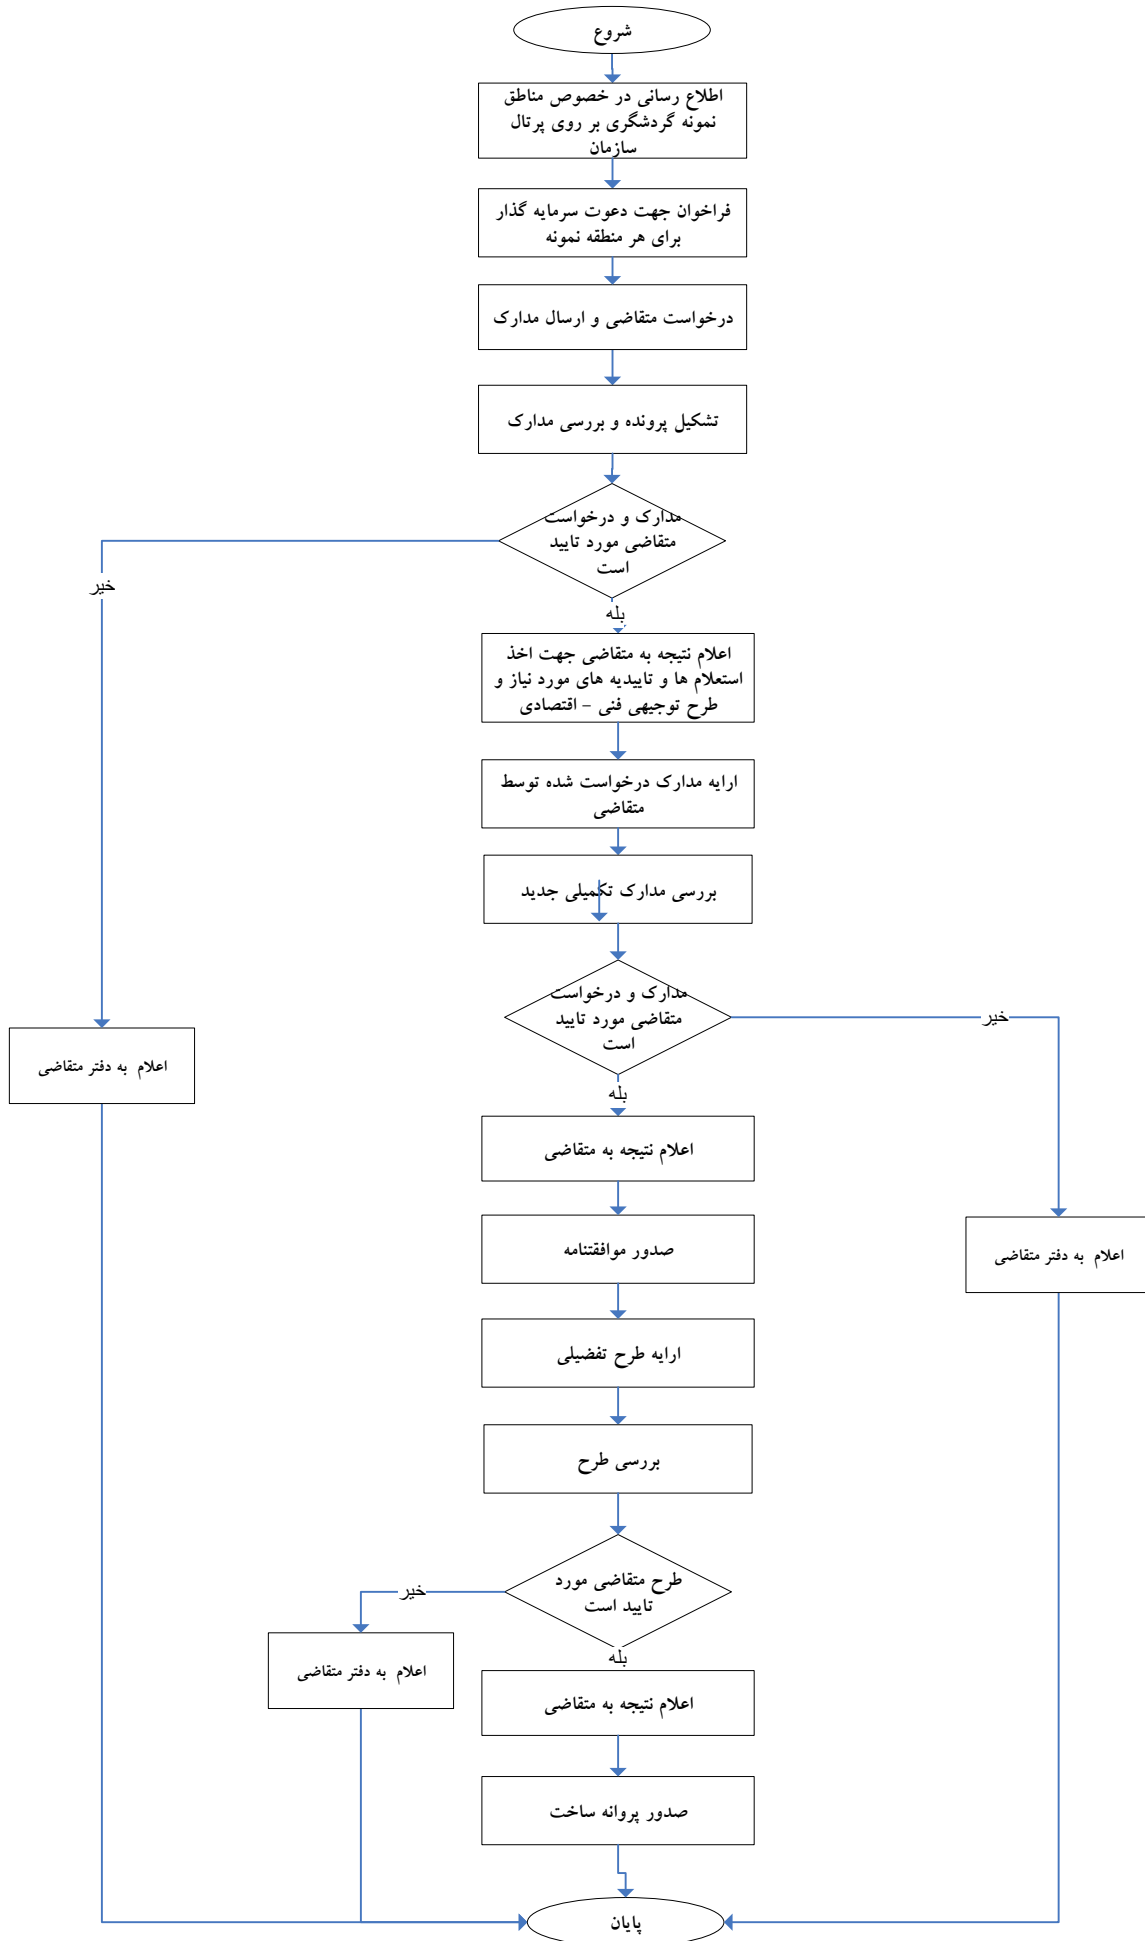 شروع
اطلاع رسانی در خصوص مناطق
نمونه گردشگری بر روی پرتال
سازمان
فراخوان جهت دعوت سرمایه گذار
برای هر منطقه نمونه
درخواست متقاضی و ارسال مدارک
تشکیل پرونده و بررسی مدارک
مدارک و درخواست
متقاضی مورد تایید
است
خیر
بله
اعلام نتیجه به متقاضی جهت اخذ
استعلام ها و تاییدیه های مورد نیاز و
طرح توجیهی فنی – اقتصادی
ارایه مدارک درخواست شده توسط
متقاضی
بررسی مدارک تکمیلی جدید
مدارک و درخواست
متقاضی مورد تایید
است
خیر
اعلام به دفتر متقاضی
بله
اعلام نتیجه به متقاضی
صدور موافقتنامه
اعلام به دفتر متقاضی
ارایه طرح تفضیلی
بررسی طرح
طرح متقاضی مورد
تایید است
خیر
بله
اعلام به دفتر متقاضی
اعلام نتیجه به متقاضی
صدور پروانه ساخت
پایان